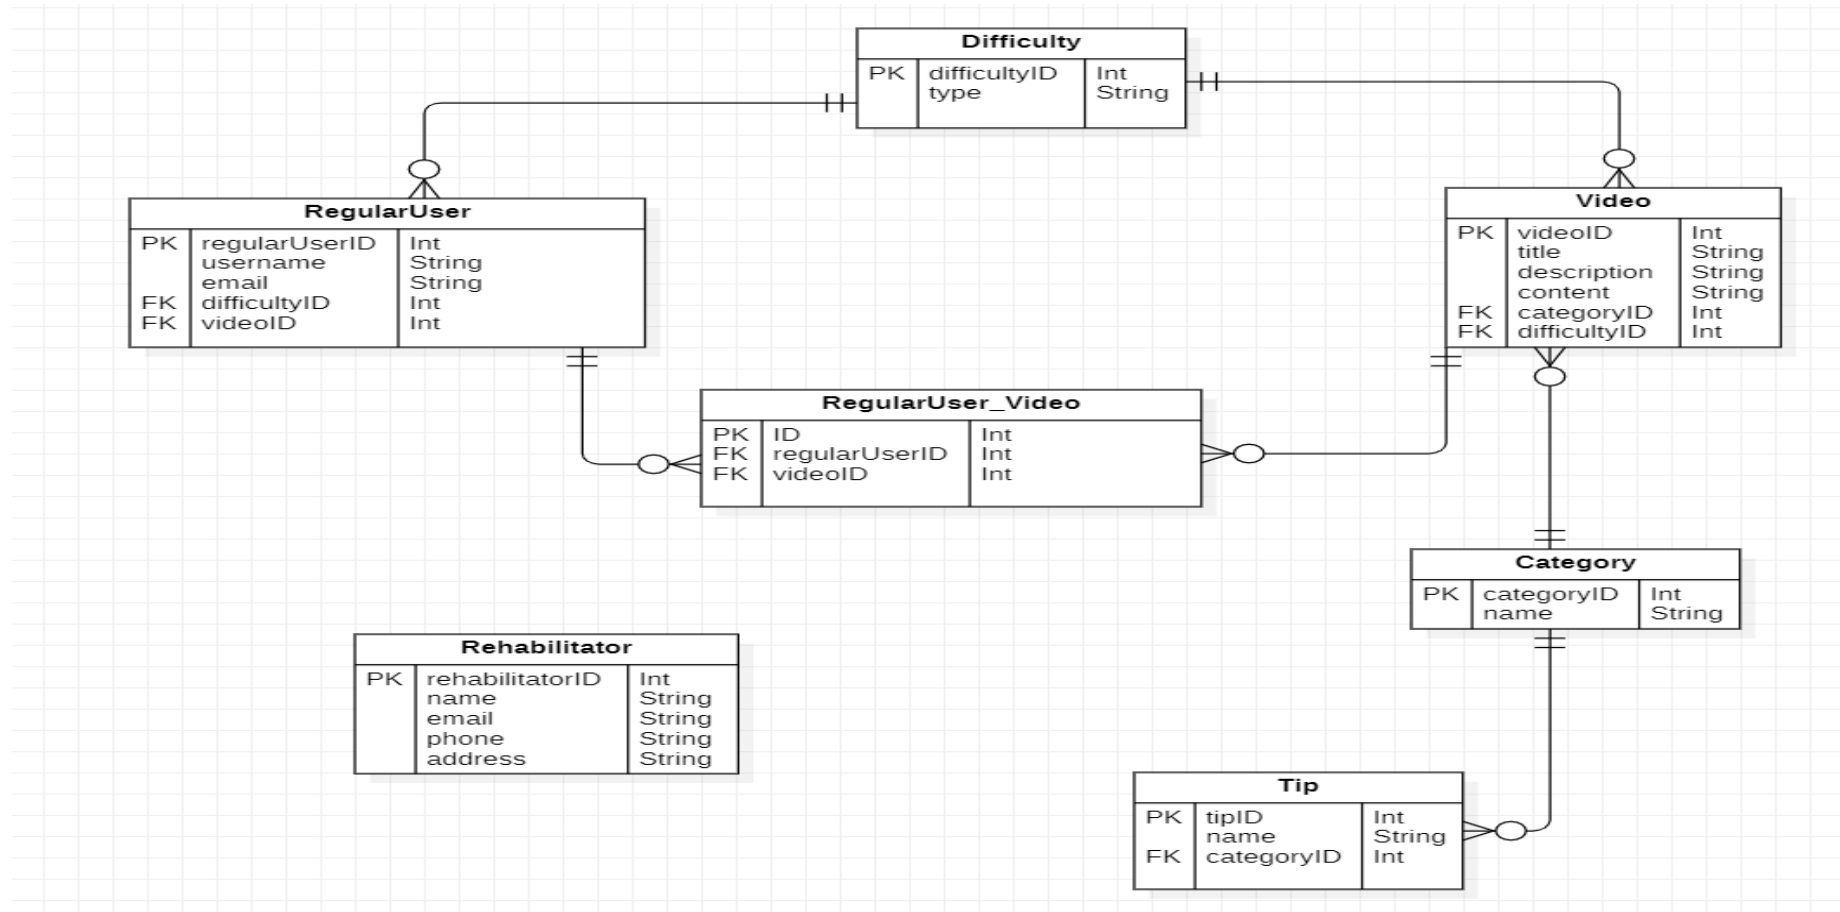 Difficulty
PK difficultyID Int
type String
RegularUser
PK regularUserID Int
username String
email String
FK difficultyID Int
FK videoID Int
Video
PK videoID Int
title String
description String
content String
FK categoryID Int
FK difficultyID Int
RegularUser_Video
PK ID Int
FK regularUserID Int
FK videoID Int
Category
PK categoryID Int
name String
Rehabilitator
PK rehabilitatorID Int
name String
email String
phone String
address String
Tip
PK tipID Int
name String
FK categoryID Int